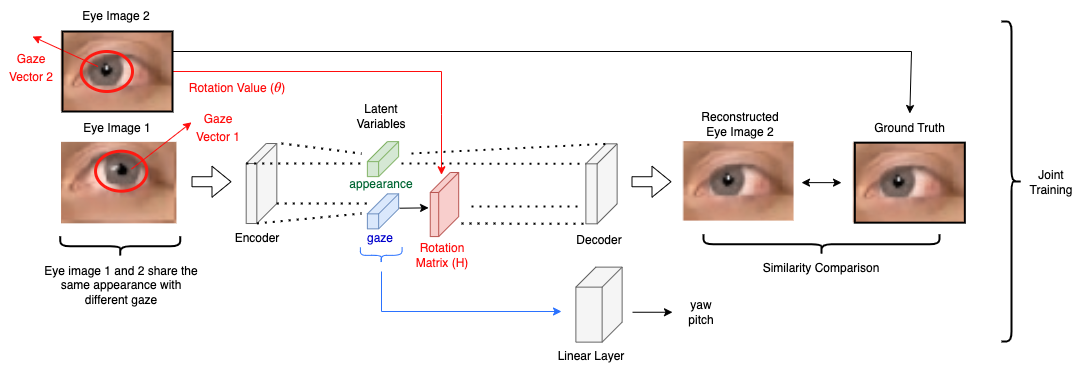 Eye Image 2
Gaze
Vector 2
Rotation Value (θ)
Eye Image 1
Gaze
Vector 1
Latent
Variables
appearance
gaze
Encoder
Rotation
Matrix (H)
Decoder
Reconstructed
Eye Image 2
Ground Truth
Joint
Training
Eye image 1 and 2 share the
same appearance with
different gaze
Similarity Comparison
yaw
pitch
Linear Layer